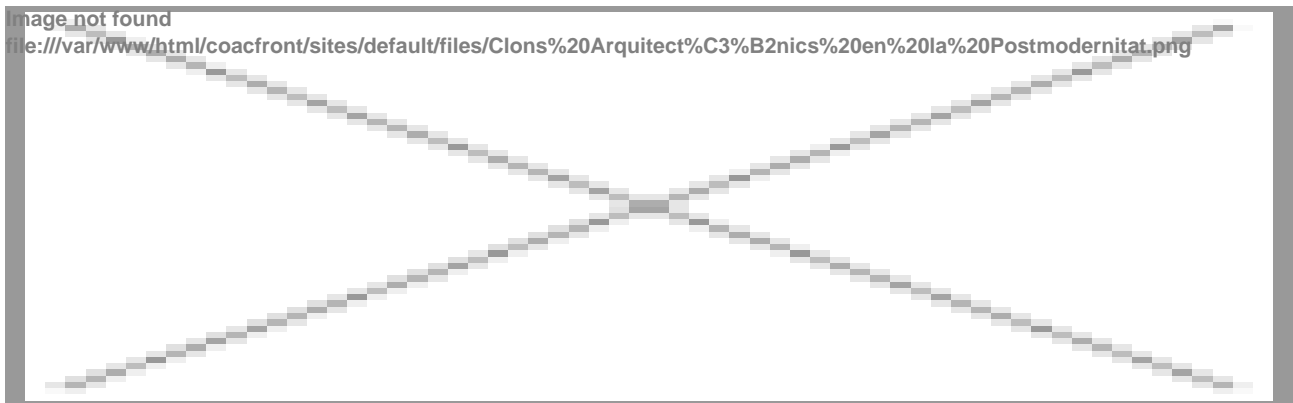 Image not found
file:///var/www/html/coacfront/sites/default/files/Clons%20Arquitect%C3%B2nics%20en%20la%20Postmodernitat.png